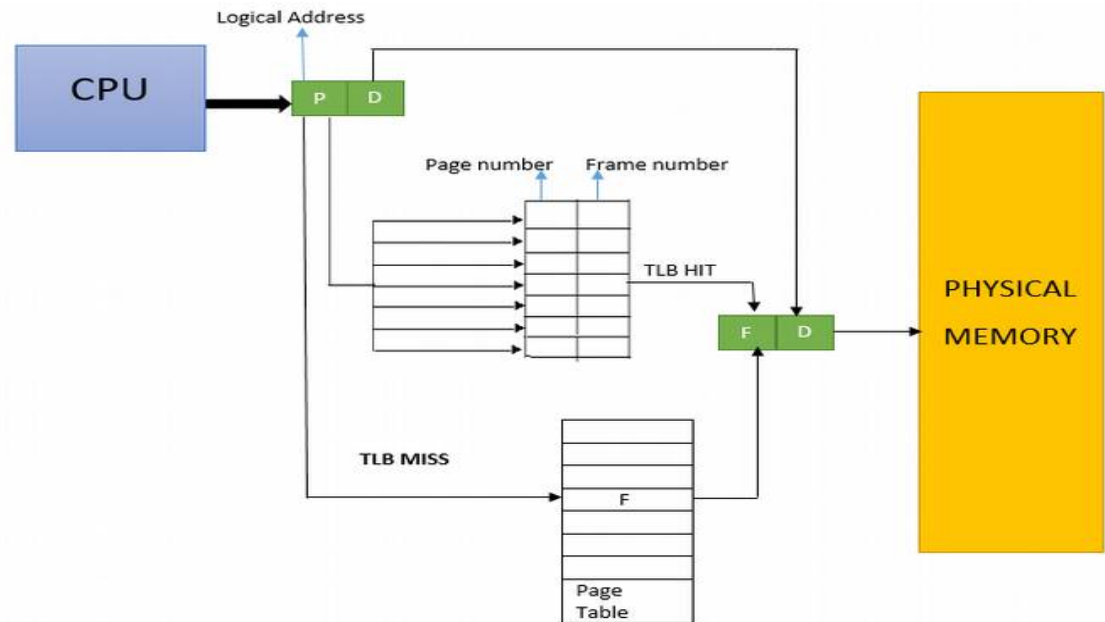 Logical Address
CPU
P D
Page number Frame number
TLB HIT
F D
PHYSICAL
MEMORY
TLB MISS
F
Page
Table